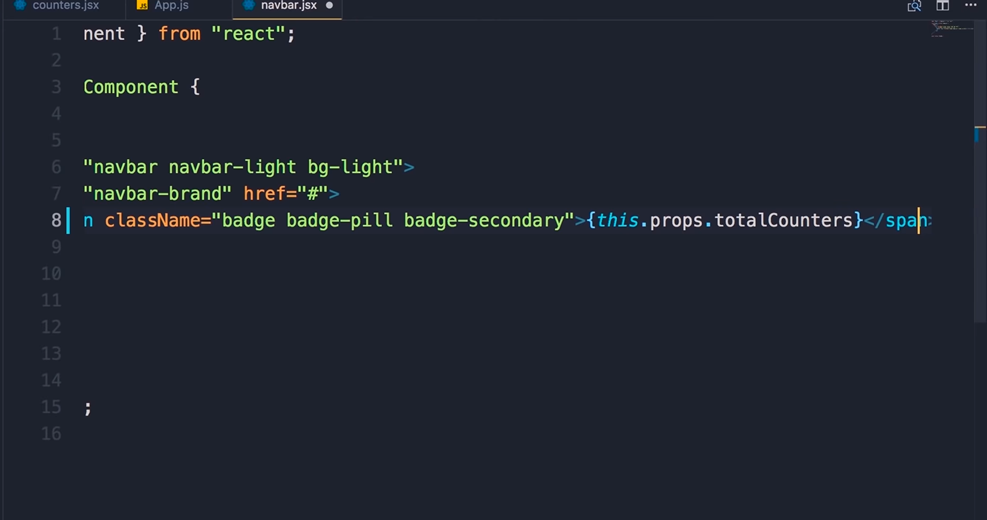 counters.jsx App.js navbar.jsx
1 nent } from "react";
2
3 Component {
4
5
6 "navbar navbar-light bg-light">
7 "navbar-brand" href="#">
8 n className="badge badge-pill badge-secondary">{this.props.totalCounters}</span>
9
10
11
12
13
14
15 ;
16